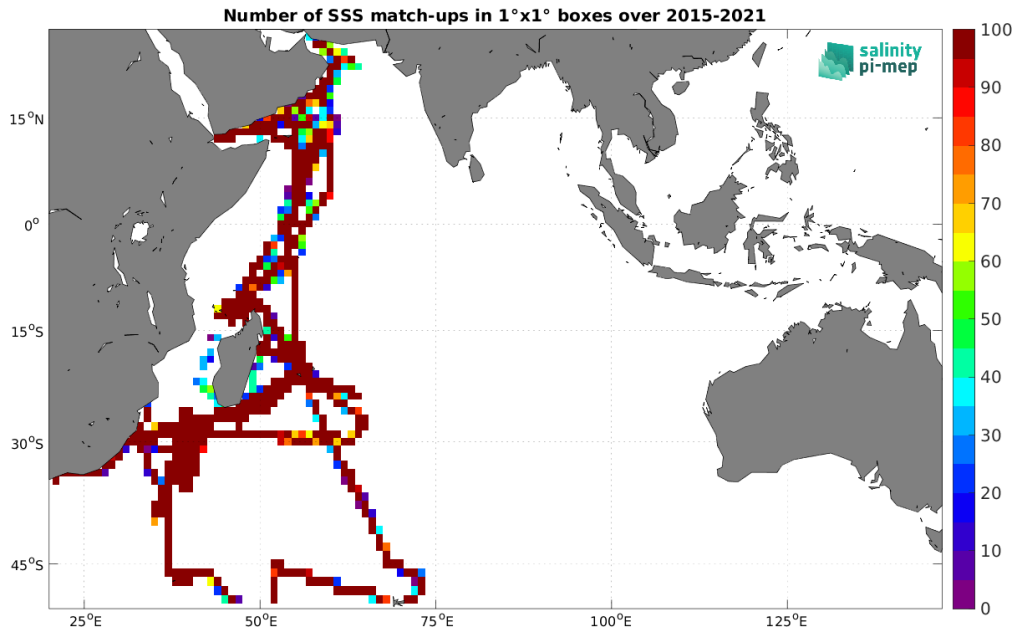 Number of SSS match-ups in 1°x1° boxes over 2015-2021
salinity
pi-mep
100
90
80
70
60
50
40
30
20
10
0
15°N
0°
15°S
30°S
45°S
25°E
50°E
75°E
100°E
125°E